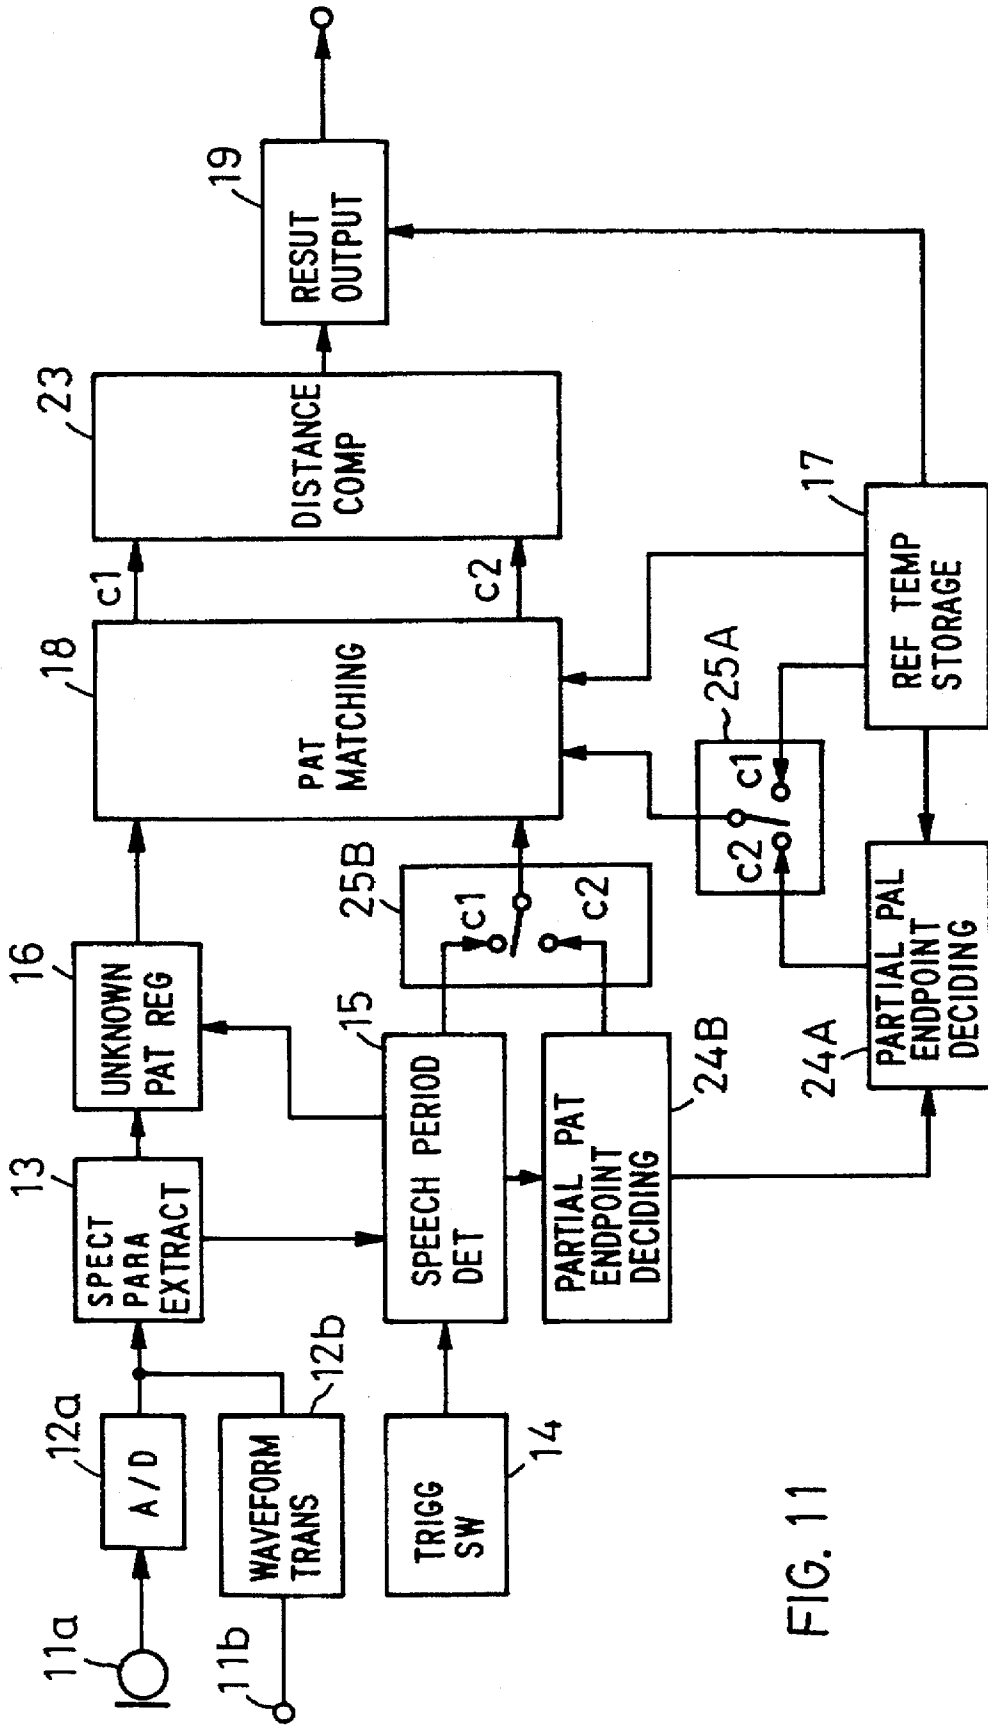 11a
12a
A/D
11b
WAVEFORM
TRANS
12b
13
SPECT
PARA
EXTRACT
16
UNKNOWN
PAT REG
14
TRIGG
SW
15
SPEECH PERIOD
DET
24B
PARTIAL PAT
ENDPOINT
DECIDING
25B
c1
c2
18
PAT
MATCHING
c1
c2
23
DISTANCE
COMP
19
RESUT
OUTPUT
25A
c2
c1
17
REF TEMP
STORAGE
24A
PARTIAL PAL
ENDPOINT
DECIDING
FIG. 11